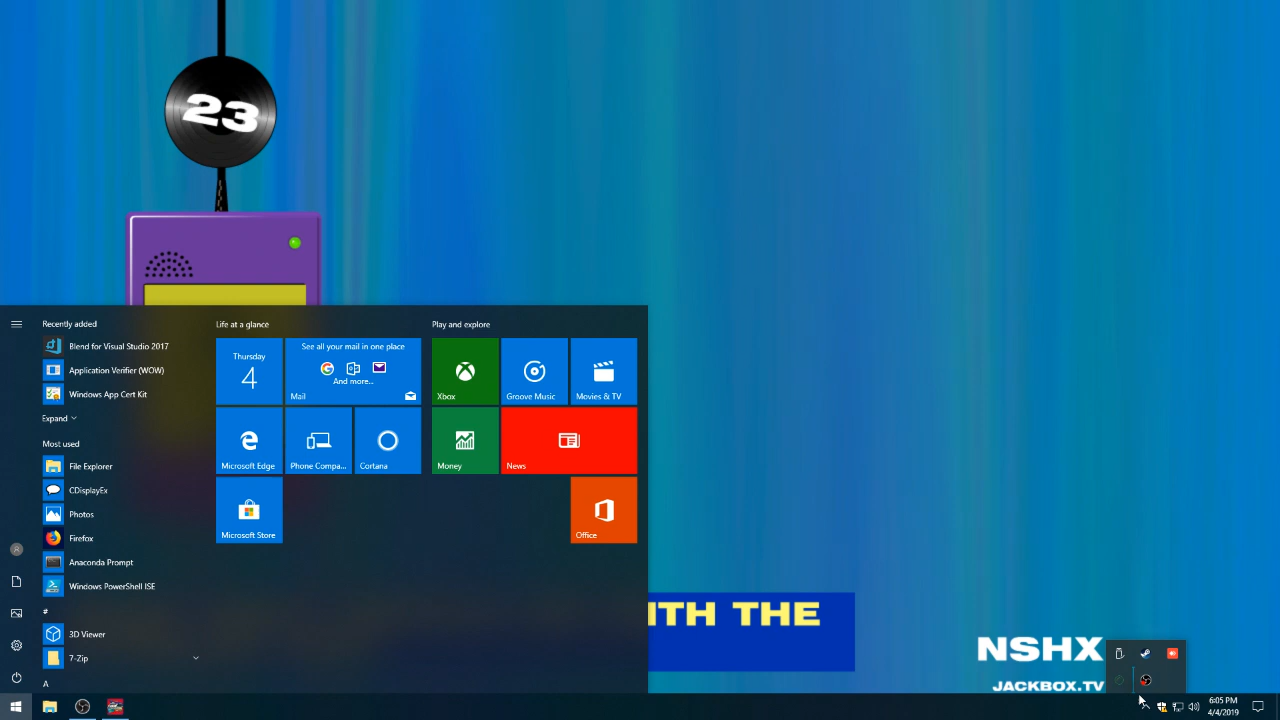 23
Recently added
Blend for Visual Studio 2017
Application Verifier (WOW)
Windows App Cert Kit
Expand
Most used
File Explorer
CDisplayEx
Photos
Firefox
Anaconda Prompt
Windows PowerShell ISE
#
3D Viewer
7-Zip
A
Life at a glance
Thursday
4
See all your mail in one place
And more...
Mail
Microsoft Edge
Phone Compa...
Cortana
Microsoft Store
Play and explore
Xbox
Groove Music
Movies & TV
Money
News
Office
ITH THE
NSHX
JACKBOX.TV
6:05 PM
4/4/2019